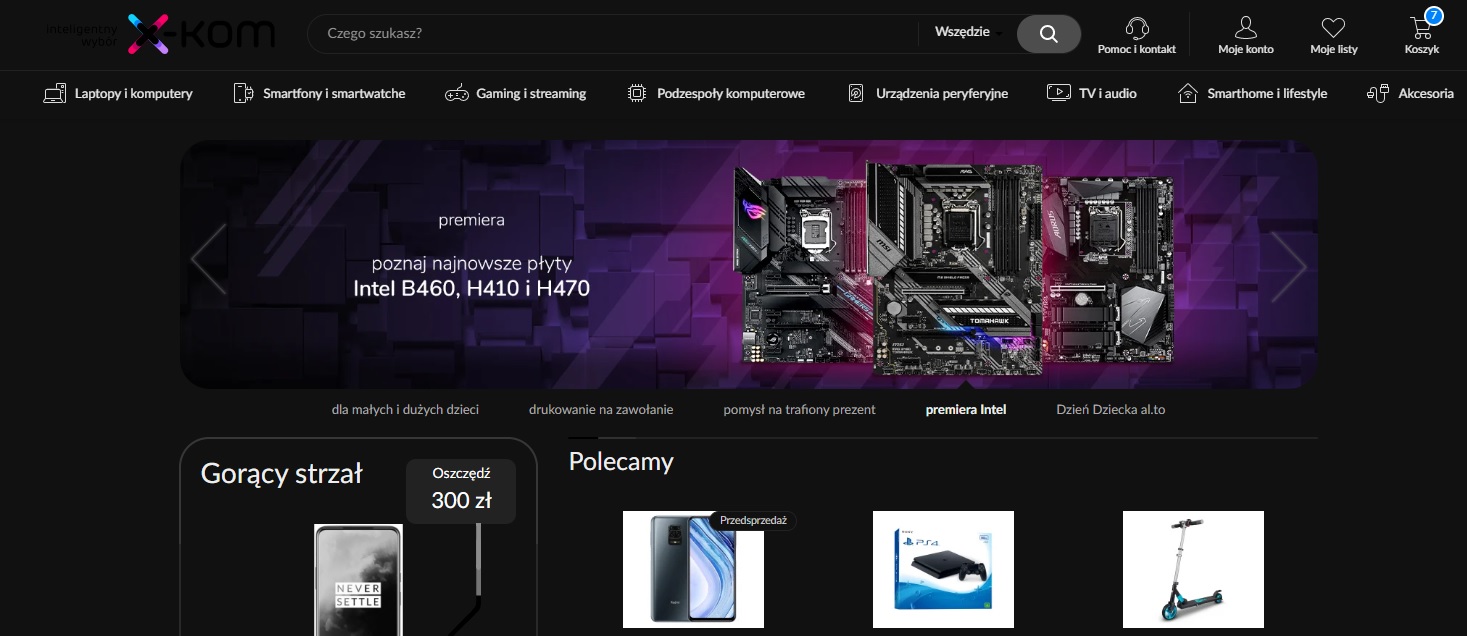 inteligentny
wybór
x-kom
Czego szukasz?
Wszędzie
Pomoc i kontakt
Moje konto
Moje listy
7
Koszyk
Laptopy i komputery
Smartfony i smartwatche
Gaming i streaming
Podzespoły komputerowe
Urządzenia peryferyjne
TV i audio
Smarthome i lifestyle
Akcesoria
premiera
poznaj najnowsze płyty
Intel B460, H410 i H470
msi
TOMAHAWK
AORUS
dla małych i dużych dzieci
drukowanie na zawołanie
pomysł na trafiony prezent
premiera Intel
Dzień Dziecka al.to
Gorący strzał
Oszczędź
300 zł
NEVER
SETTLE
Polecamy
Przedsprzedaż
PS4